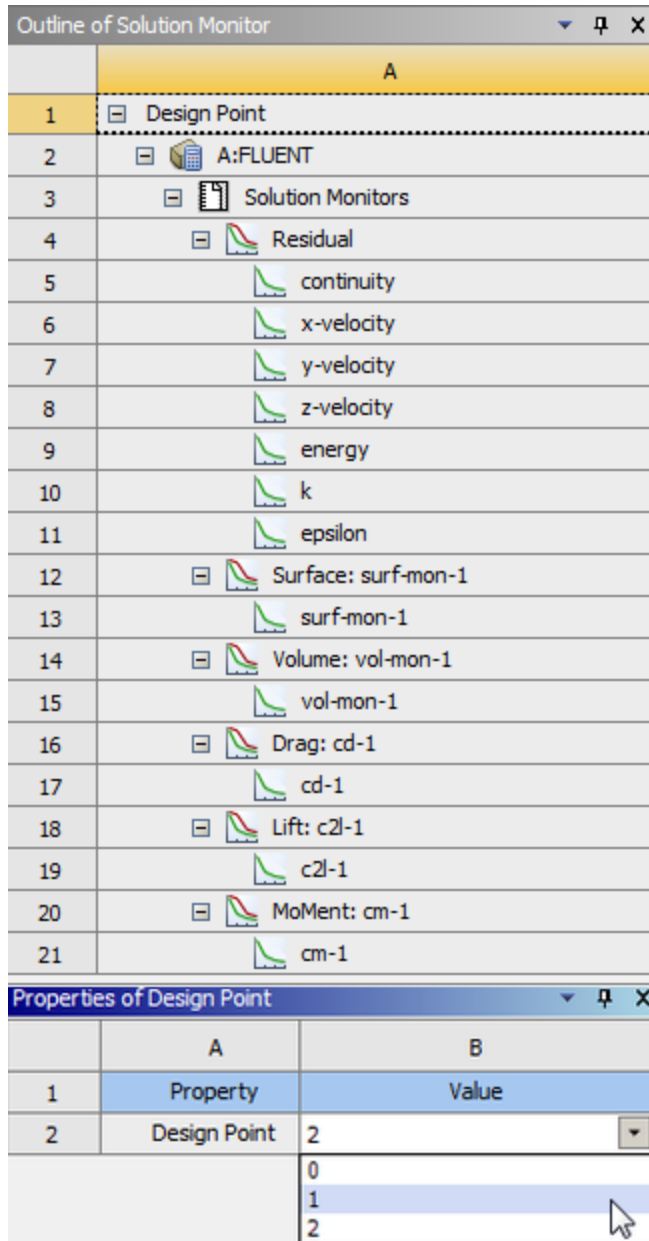 Outline of Solution Monitor
A
1 Design Point
2 A:FLUENT
3 Solution Monitors
4 Residual
5 continuity
6 x-velocity
7 y-velocity
8 z-velocity
9 energy
10 k
11 epsilon
12 Surface: surf-mon-1
13 surf-mon-1
14 Volume: vol-mon-1
15 vol-mon-1
16 Drag: cd-1
17 cd-1
18 Lift: c2l-1
19 c2l-1
20 MoMent: cm-1
21 cm-1
Properties of Design Point
A B
1 Property Value
2 Design Point 2
0
1
2